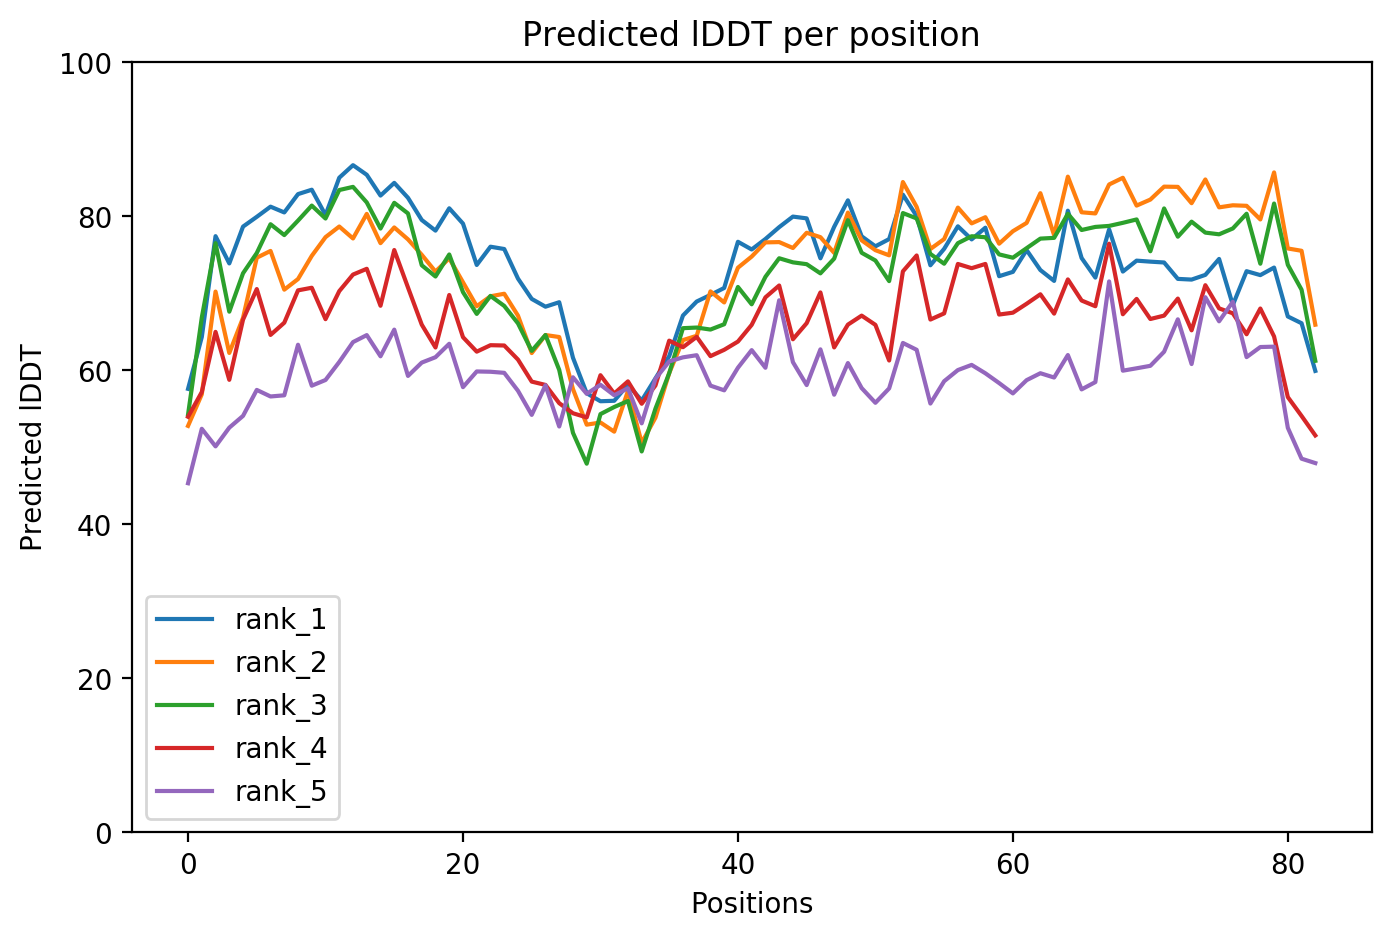 Predicted lDDT per position
100
80
60
40
20
0
Predicted lDDT
rank_1
rank_2
rank_3
rank_4
rank_5
0 20 40 60 80
Positions